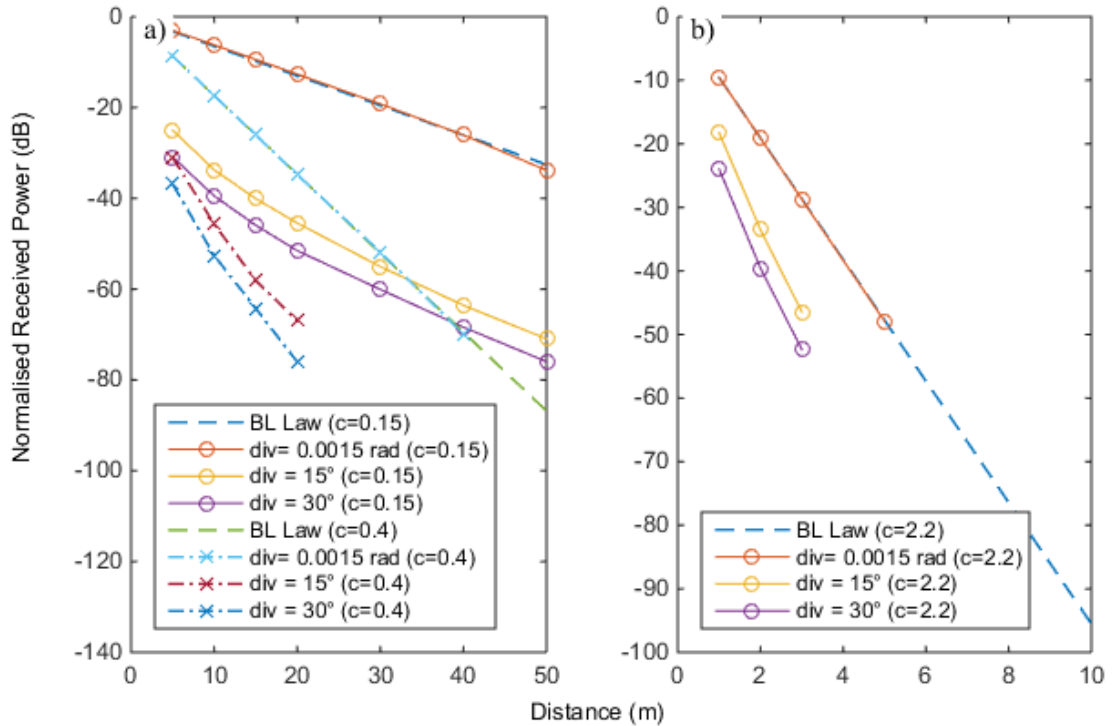 a)
Normalised Received Power (dB)
0
-20
-40
-60
-80
-100
-120
-140
BL Law (c=0.15)
div= 0.0015 rad (c=0.15)
div = 15° (c=0.15)
div = 30° (c=0.15)
BL Law (c=0.4)
div= 0.0015 rad (c=0.4)
div = 15° (c=0.4)
div = 30° (c=0.4)
0 10 20 30 40 50
b)
0
-10
-20
-30
-40
-50
-60
-70
-80
-90
-100
BL Law (c=2.2)
div= 0.0015 rad (c=2.2)
div = 15° (c=2.2)
div = 30° (c=2.2)
0 2 4 6 8 10
Distance (m)